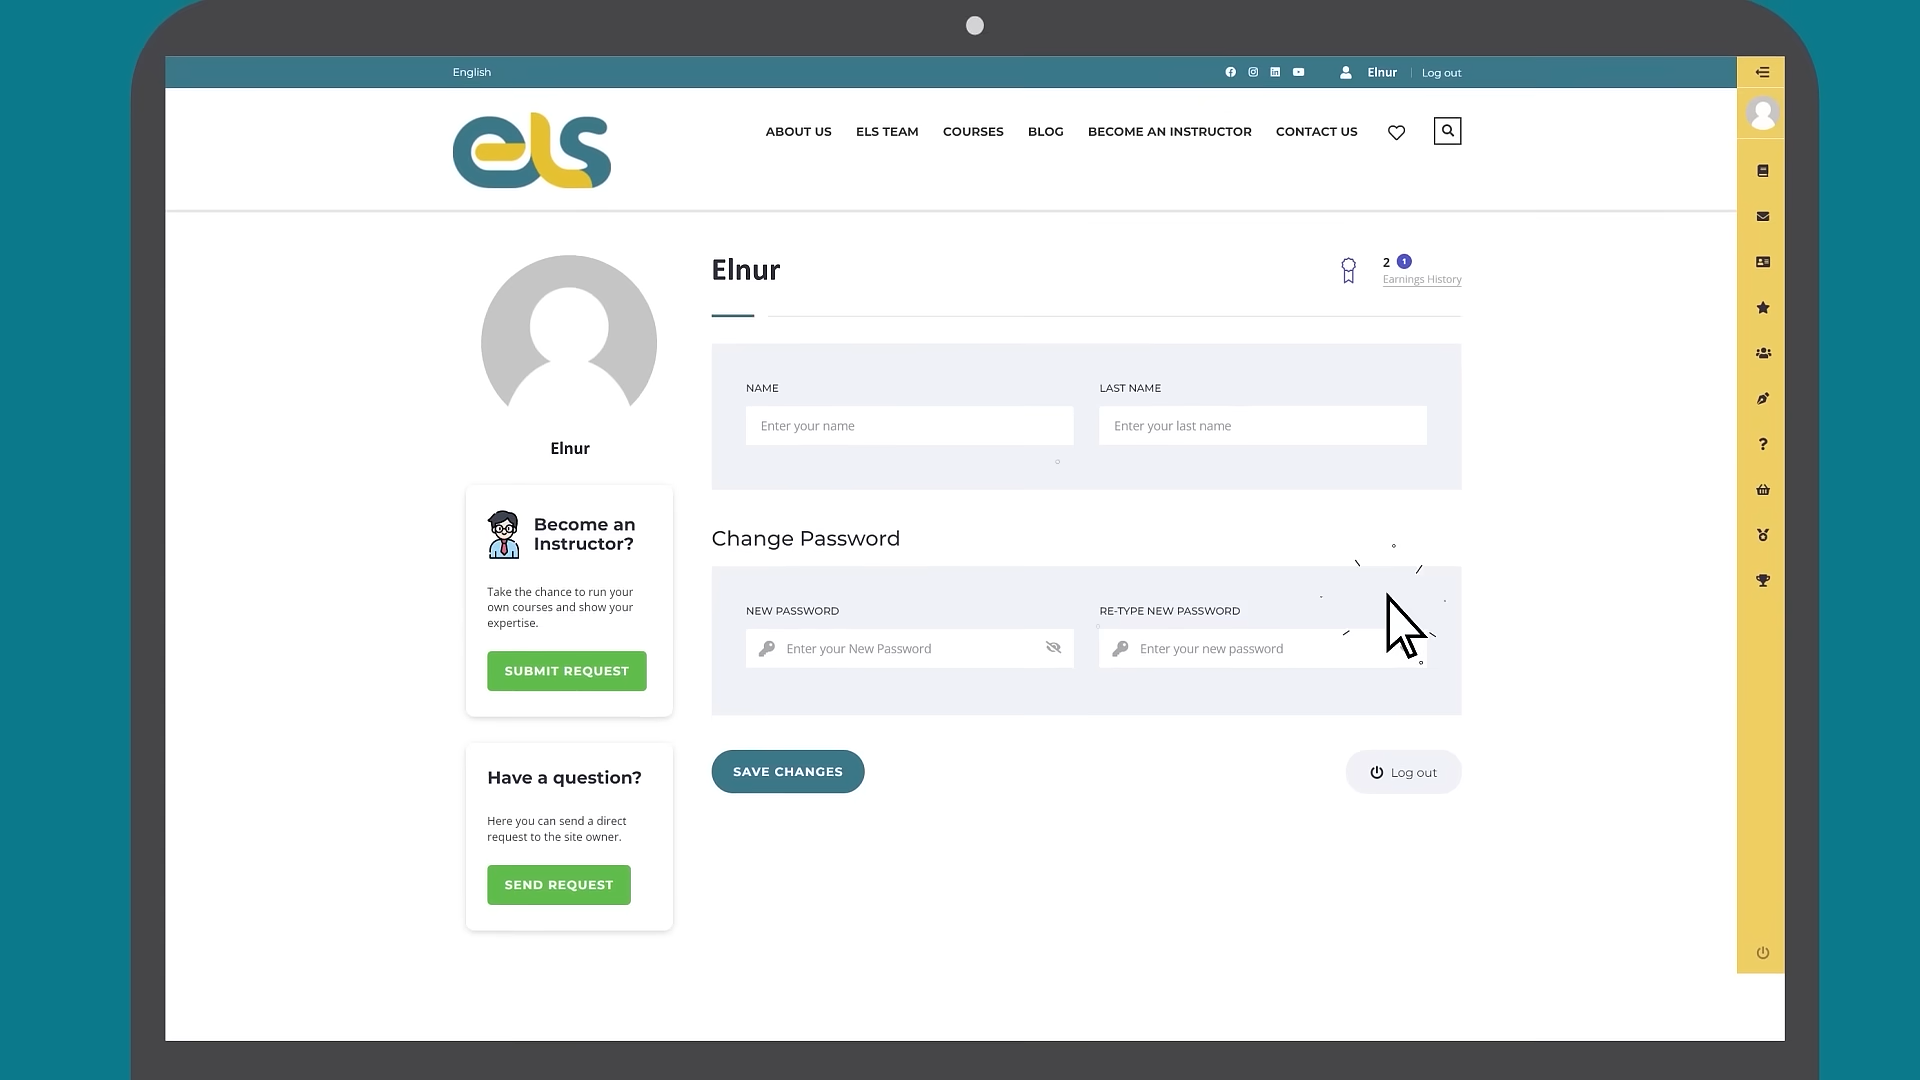 English
Elnur
Log out
els
ABOUT US
ELS TEAM
COURSES
BLOG
BECOME AN INSTRUCTOR
CONTACT US
Elnur
2
1
Earnings History
NAME
LAST NAME
Enter your name
Enter your last name
Elnur
Become an
Instructor?
Take the chance to run your
own courses and show your
expertise.
SUBMIT REQUEST
Change Password
NEW PASSWORD
RE-TYPE NEW PASSWORD
Enter your New Password
Enter your new password
SAVE CHANGES
Log out
Have a question?
Here you can send a direct
request to the site owner.
SEND REQUEST